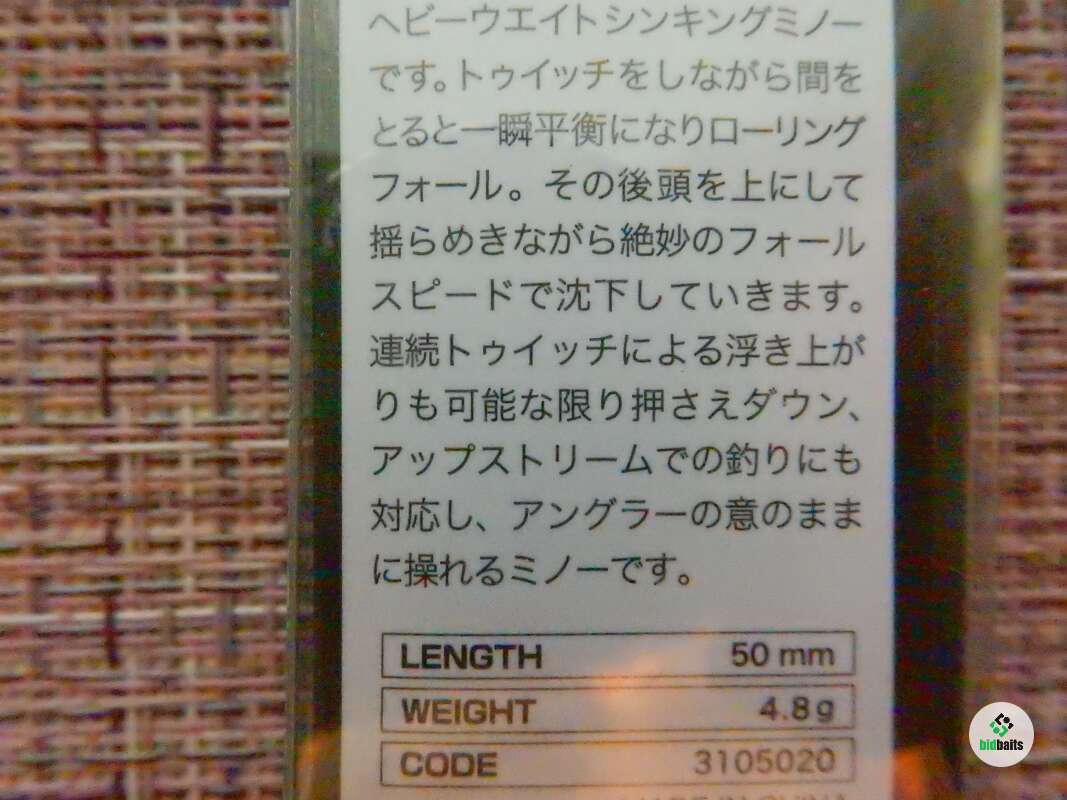 ヘビーウエイトシンキングミノー
です。トゥイッチをしながら間を
とると一瞬平衡になりローリング
フォール。その後頭を上にして
揺らめきながら絶妙のフォール
スピードで沈下していきます。
連続トゥイッチによる浮き上が
りも可能な限り押さえダウン、
アップストリームでの釣りにも
対応し、アングラーの意のまま
に操れるミノーです。
LENGTH 50 mm
WEIGHT 4.8g
CODE 3105020
bidbaits